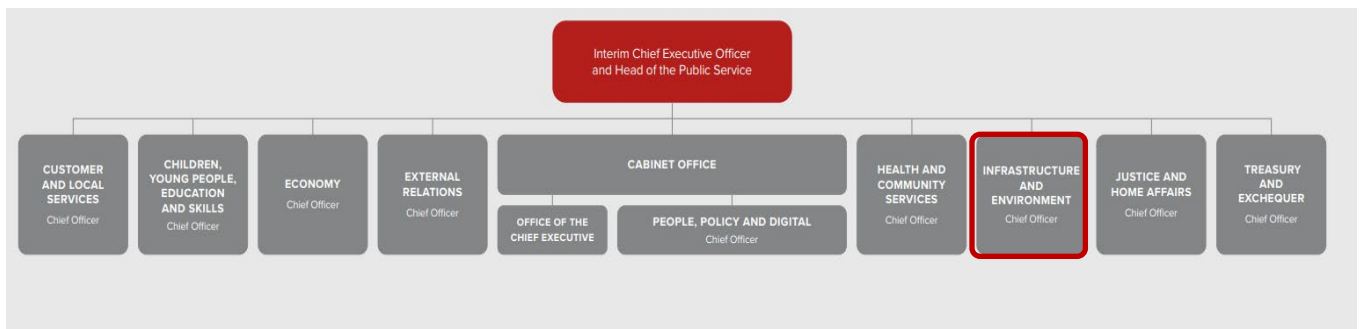 Interim Chief Executive Officer
and Head of the Public Service
CUSTOMER
AND LOCAL
SERVICES
Chief Officer
CHILDREN,
YOUNG PEOPLE,
EDUCATION
AND SKILLS
Chief Officer
ECONOMY
Chief Officer
EXTERNAL
RELATIONS
Chief Officer
CABINET OFFICE
OFFICE OF THE
CHIEF EXECUTIVE
PEOPLE, POLICY AND DIGITAL
Chief Officer
HEALTH AND
COMMUNITY
SERVICES
Chief Officer
INFRASTRUCTURE
AND
ENVIRONMENT
Chief Officer
JUSTICE AND
HOME AFFAIRS
Chief Officer
TREASURY
AND
EXCHEQUER
Chief Officer